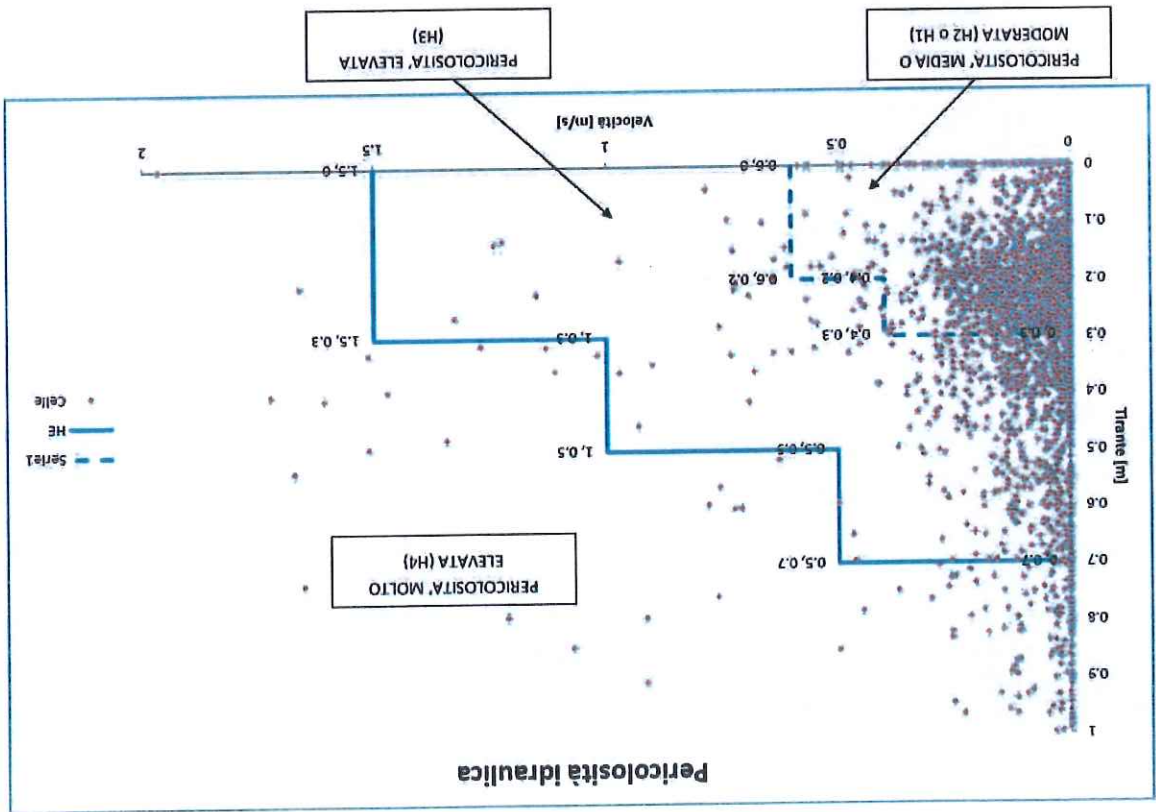 Pericolosità idraulica
1
0.9
0.8
0.7
0.6
0.5
0.4
0.3
0.2
0.1
0
Tirante [m]
PERICOLOSITA' MOLTO
ELEVATA (H4)
0, 0.7
0.5, 0.7
0.5, 0.5
1, 0.5
0, 0.3
0.4, 0.3
1, 0.3
1.5, 0.3
0.4, 0.2
0.6, 0.2
0.6, 0
1.5, 0
Serie1
HE
Celle
0
0.5
1
1.5
2
Velocità [m/s]
PERICOLOSITA' MEDIA O
MODERATA (H2 o H1)
PERICOLOSITA' ELEVATA
(H3)